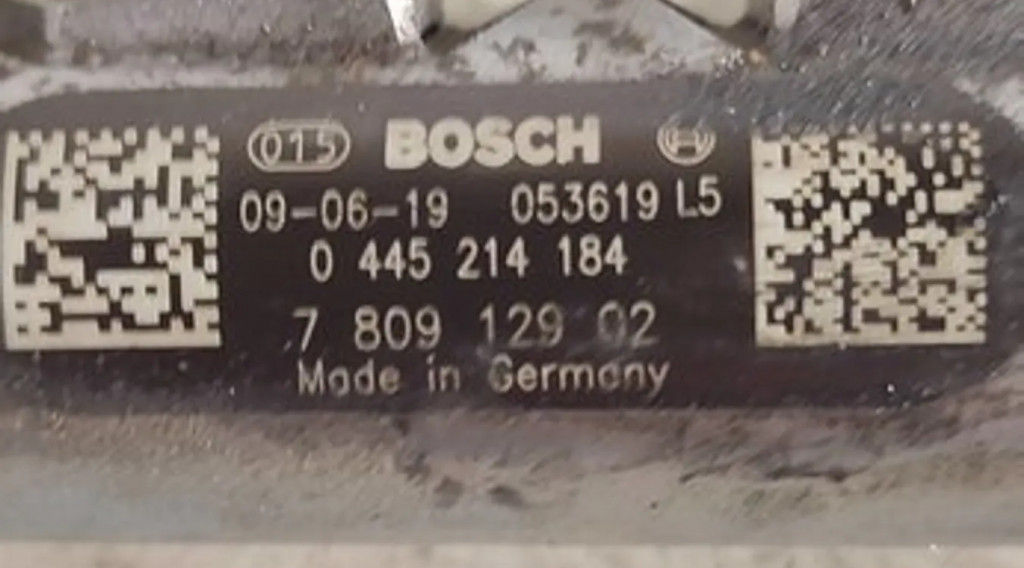 015 BOSCH
09-06-19 053619 L5
0 445 214 184
7 809 129 02
Made in Germany